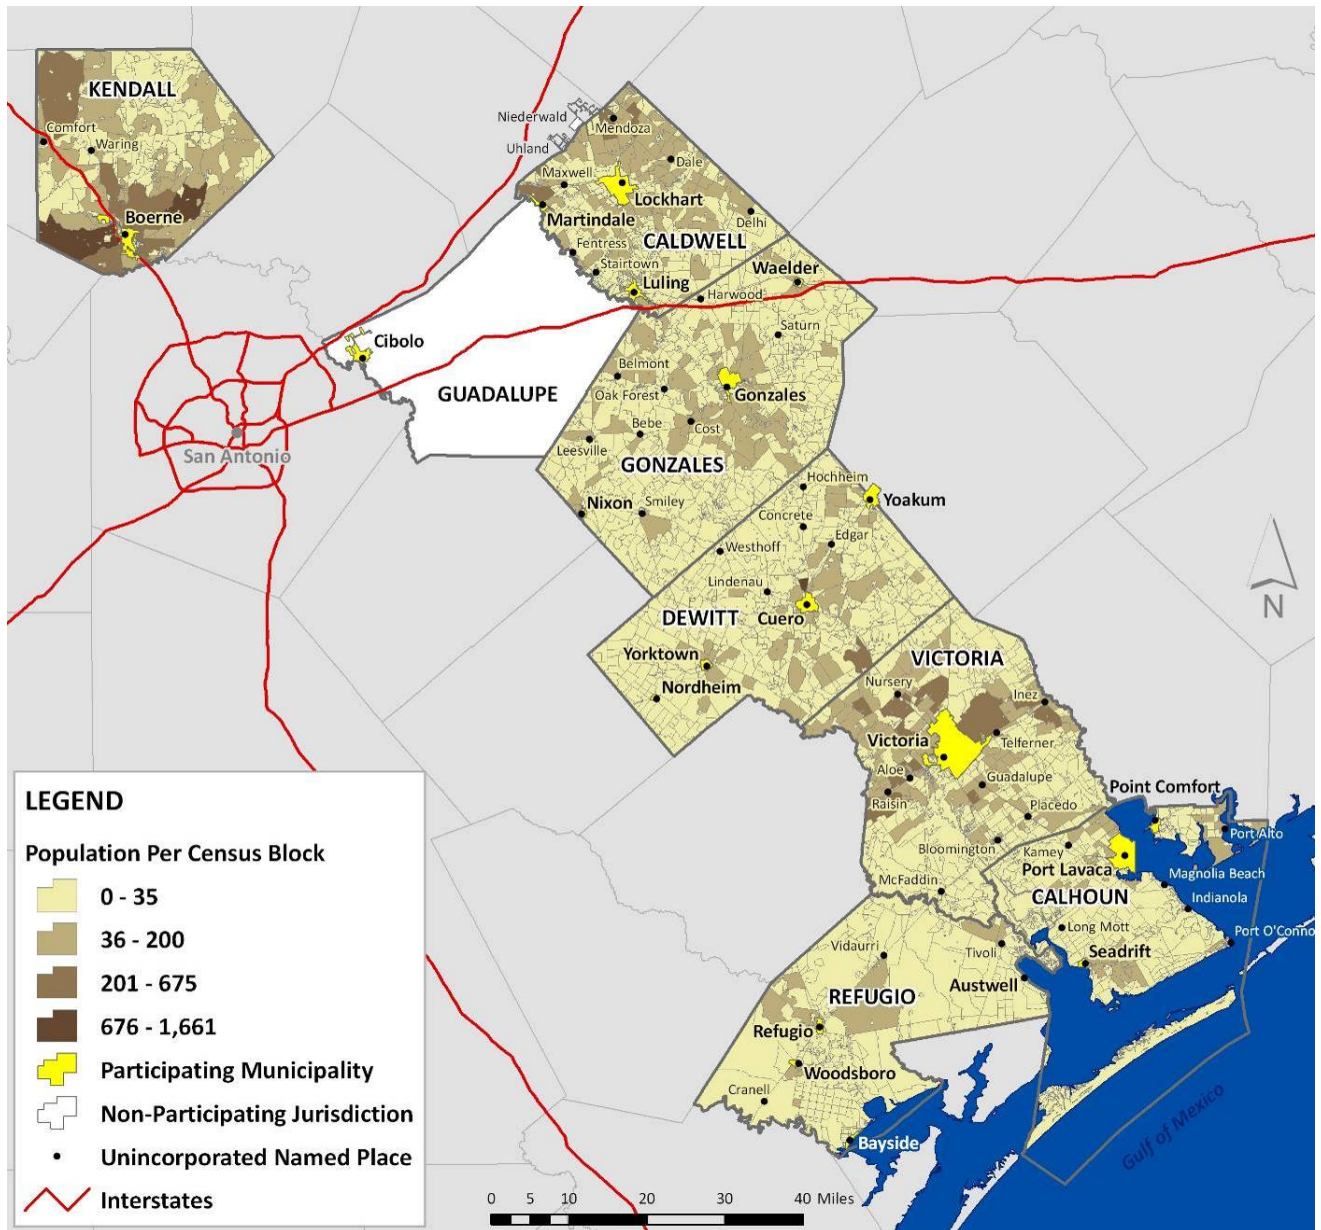 KENDALL
Comfort
Waring
Boerne
Niederwald
Mendoza
Uhland
Dale
Maxwell
Lockhart
Martindale
Delhi
Fentress
CALDWELL
Stairtown
Waelder
Luling
Harwood
Saturn
Cibolo
Belmont
GUADALUPE
Oak Forest
Gonzales
Bebe
Cost
San Antonio
Leesville
GONZALES
Hochheim
Nixon
Smiley
Yoakum
Concrete
Edgar
Westhoff
Lindenau
N
DEWITT
Cuero
Yorktown
VICTORIA
Nordheim
Nursery
Inez
Victoria
Telferner
Aloe
Guadalupe
Raisin
Placedo
Point Comfort
Port Alto
Bloomington
Kamey
Port Lavaca
McFaddin
Magnolia Beach
CALHOUN
Indianola
Long Mott
Port O'Conno
Vidaurri
Tivoli
Seadrift
Austwell
REFUGIO
Refugio
Woodsboro
Cranell
Bayside
Gulf of Mexico
LEGEND
Population Per Census Block
0 - 35
36 - 200
201 - 675
676 - 1,661
Participating Municipality
Non-Participating Jurisdiction
Unincorporated Named Place
Interstates
0 5 10 20 30 40 Miles